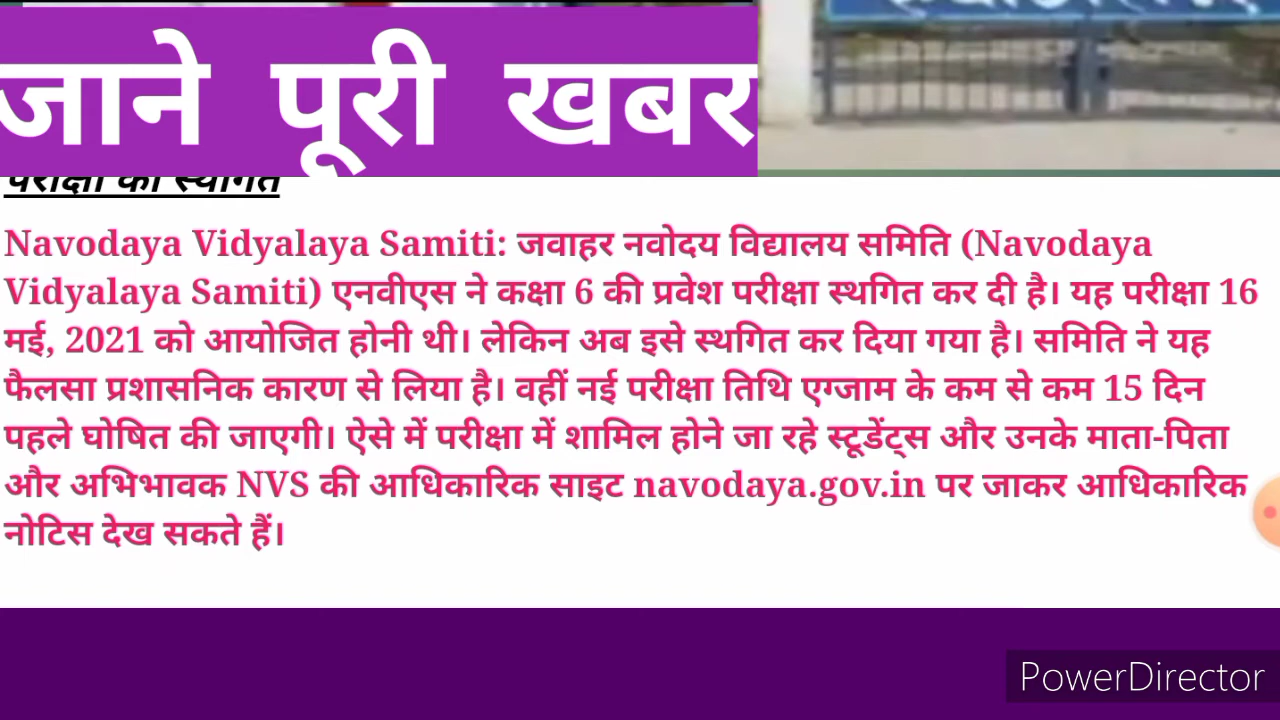 जाने पूरी खबर
परीक्षा को स्थगित
Navodaya Vidyalaya Samiti: जवाहर नवोदय विद्यालय समिति (Navodaya
Vidyalaya Samiti) एनवीएस ने कक्षा 6 की प्रवेश परीक्षा स्थगित कर दी है। यह परीक्षा 16
मई, 2021 को आयोजित होनी थी। लेकिन अब इसे स्थगित कर दिया गया है। समिति ने यह
फैलसा प्रशासनिक कारण से लिया है। वहीं नई परीक्षा तिथि एग्जाम के कम से कम 15 दिन
पहले घोषित की जाएगी। ऐसे में परीक्षा में शामिल होने जा रहे स्टूडेंट्स और उनके माता-पिता
और अभिभावक NVS की आधिकारिक साइट navodaya.gov.in पर जाकर आधिकारिक
नोटिस देख सकते हैं।
PowerDirector